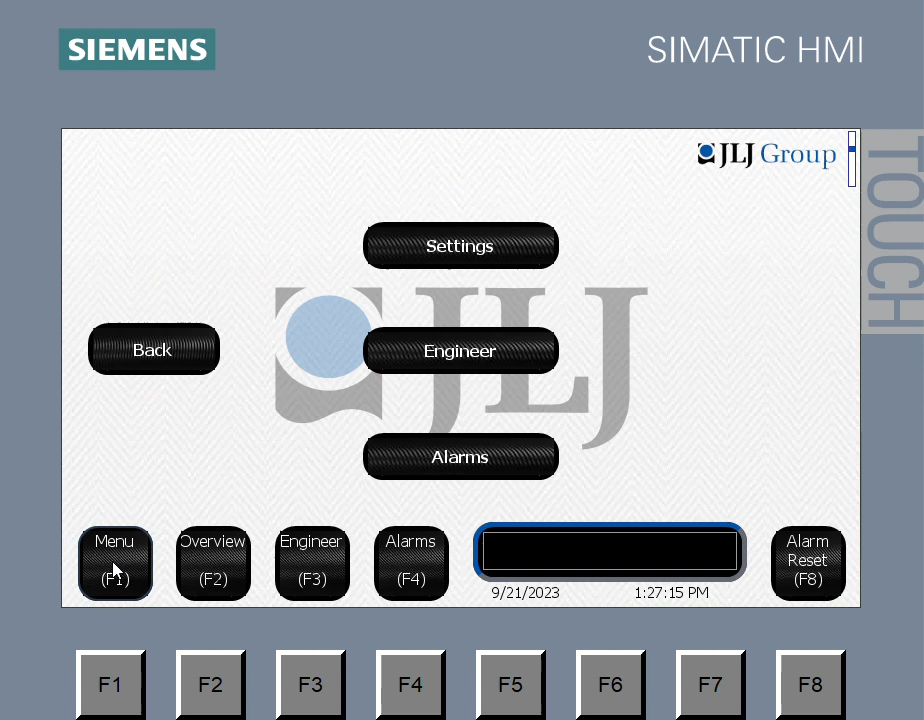 SIEMENS
SIMATIC HMI
TOUCH
JLJ Group
Settings
JLJ
Back
Engineer
Alarms
Menu
(F1)
Overview
(F2)
Engineer
(F3)
Alarms
(F4)
Alarm
Reset
(F8)
9/21/2023
1:27:15 PM
F1
F2
F3
F4
F5
F6
F7
F8